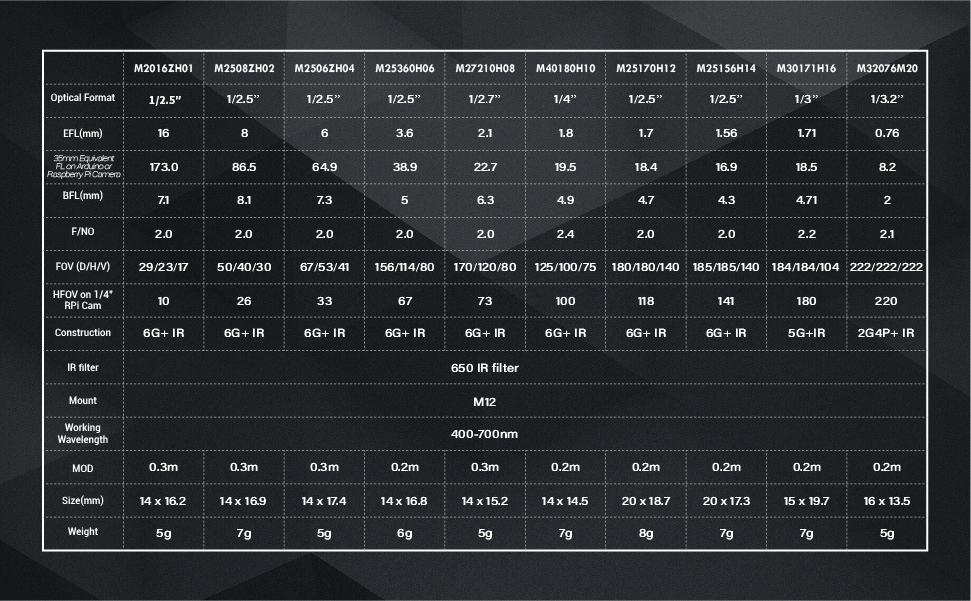 M2016ZH01 M2508ZH02 M2506ZH04 M25360H06 M27210H08 M40180H10 M25170H12 M25156H14 M30171H16 M32076M20
Optical Format 1/2.5" 1/2.5’’ 1/2.5’’ 1/2.5’’ 1/2.7’’ 1/4’’ 1/2.5’’ 1/2.5’’ 1/3’’ 1/3.2’’
EFL(mm) 16 8 6 3.6 2.1 1.8 1.7 1.56 1.71 0.76
35mm Equivalent
FL on Arduino or
Raspberry Pi Camera
173.0 86.5 64.9 38.9 22.7 19.5 18.4 16.9 18.5 8.2
BFL(mm) 7.1 8.1 7.3 5 6.3 4.9 4.7 4.3 4.71 2
F/NO 2.0 2.0 2.0 2.0 2.0 2.4 2.0 2.0 2.2 2.1
FOV (D/H/V) 29/23/17 50/40/30 67/53/41 156/114/80 170/120/80 125/100/75 180/180/140 185/185/140 184/184/104 222/222/222
HFOV on 1/4"
RPi Cam
10 26 33 67 73 100 118 141 180 220
Construction 6G+ IR 6G+ IR 6G+ IR 6G+ IR 6G+ IR 6G+ IR 6G+ IR 6G+ IR 5G+IR 2G4P+ IR
IR filter 650 IR filter
Mount M12
Working
Wavelength
400-700nm
MOD 0.3m 0.3m 0.3m 0.2m 0.3m 0.2m 0.2m 0.2m 0.2m 0.2m
Size(mm) 14 x 16.2 14 x 16.9 14 x 17.4 14 x 16.8 14 x 15.2 14 x 14.5 20 x 18.7 20 x 17.3 15 x 19.7 16 x 13.5
Weight 5g 7g 5g 6g 5g 7g 8g 7g 7g 5g